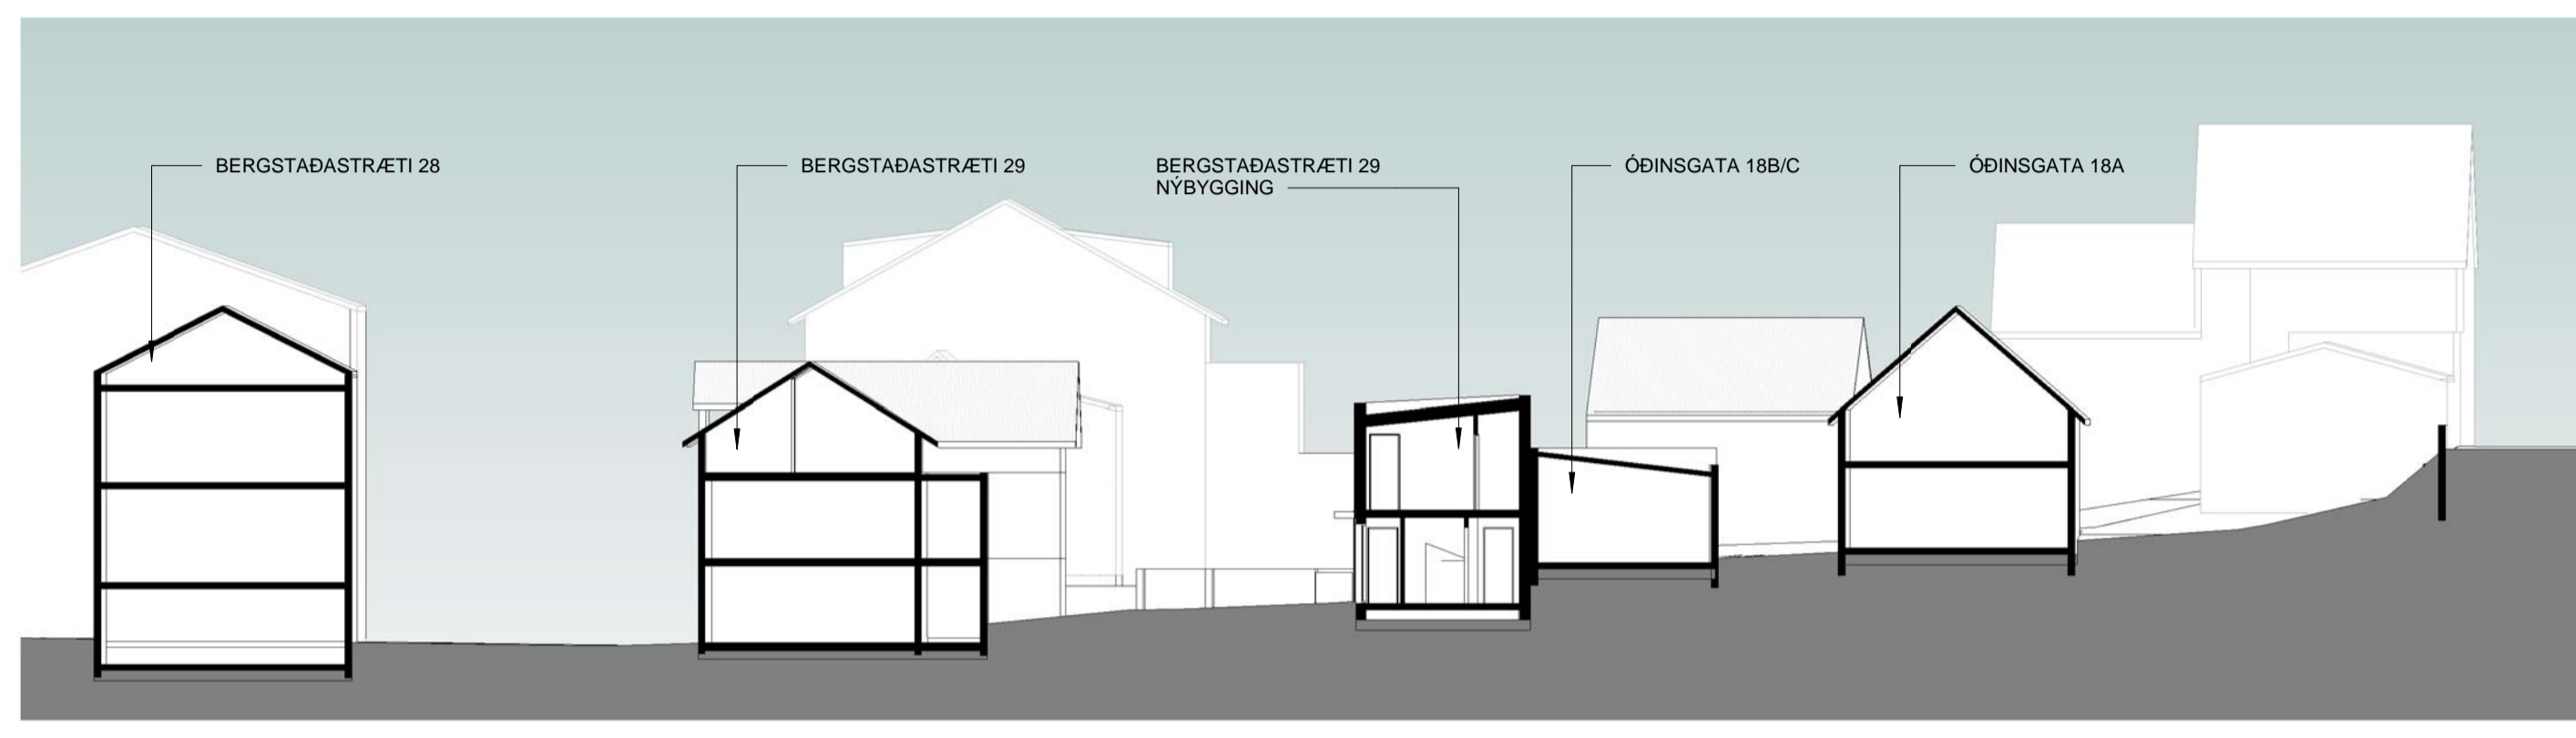 BERGSTAÐASTRÆTI 28
BERGSTAÐASTRÆTI 29
BERGSTAÐASTRÆTI 29
NÝBYGGING
ÓÐINSGATA 18B/C
ÓÐINSGATA 18A